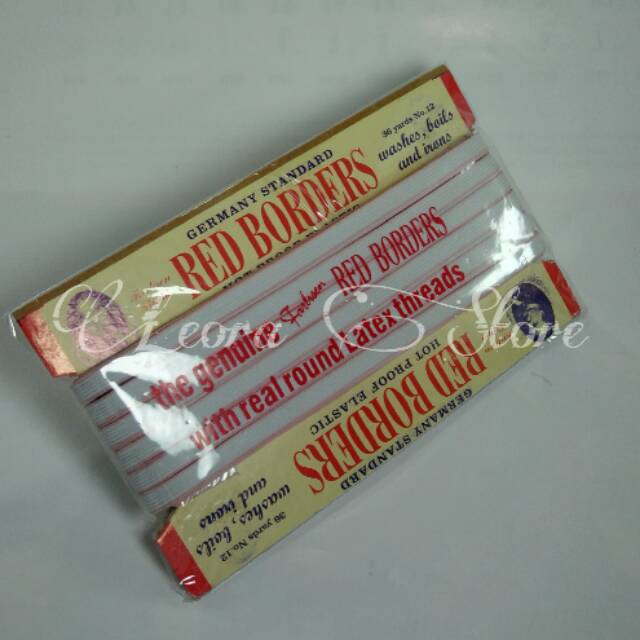 36 yards No. 12
washes, boils
and irons
GERMANY STANDARD
RED BORDERS
the genuine RED BORDERS
with real round Latex threads
Leora Store
RED BORDERS
HOT PROOF ELASTIC
GERMANY STANDARD
washes, boils
and irons
36 yards No. 12